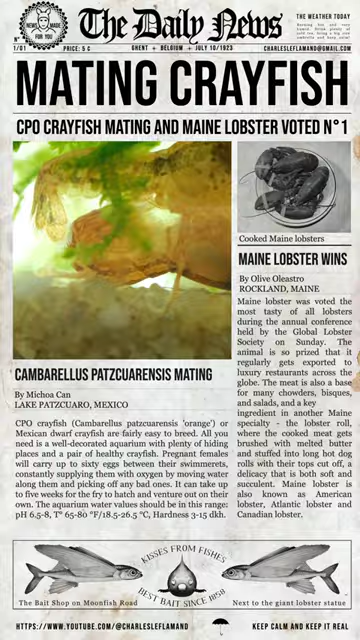 NEWS MADE
FOR YOU
The Daily News
THE WEATHER TODAY
N°
1/01
PRICE: 5 C
GHENT + BELGIUM + JULY 10/1923
CHARLESLEFLAMAND@GMAIL.COM
MATING CRAYFISH
CPO CRAYFISH MATING AND MAINE LOBSTER VOTED N°1
Cooked Maine lobsters
MAINE LOBSTER WINS
By Olive Oleastro
ROCKLAND, MAINE
Maine lobster was voted the
most tasty of all lobsters
during the annual conference
held by the Global Lobster
Society on Sunday. The
animal is so prized that it
regularly gets exported to
luxury restaurants across the
globe. The meat is also a base
for many chowders, bisques,
and salads, and a key
ingredient in another Maine
specialty - the lobster roll,
where the cooked meat gets
brushed with melted butter
and stuffed into long hot dog
rolls with their tops cut off, a
delicacy that is both soft and
succulent. Maine lobster is
also known as American
lobster, Atlantic lobster and
Canadian lobster.
CAMBARELLUS PATZCUARENSIS MATING
By Michoa Can
LAKE PATZCUARO, MEXICO
CPO crayfish (Cambarellus patzcuarensis 'orange') or
Mexican dwarf crayfish are fairly easy to breed. All you
need is a well-decorated aquarium with plenty of hiding
places and a pair of healthy crayfish. Pregnant females
will carry up to sixty eggs between their swimmerets,
constantly supplying them with oxygen by moving water
along them and picking off any bad ones. It can take up
to five weeks for the fry to hatch and venture out on their
own. The aquarium water values should be in this range:
pH 6.5-8, T° 65-80 °F/18.5-26.5 °C, Hardness 3-15 dkh.
KISSES FROM FISHES
BEST BAIT SINCE 1858
The Bait Shop on Moonfish Road
Next to the giant lobster statue
HTTPS://WWW.YOUTUBE.COM/@CHARLESLEFLAMAND
KEEP CALM AND KEEP IT REAL